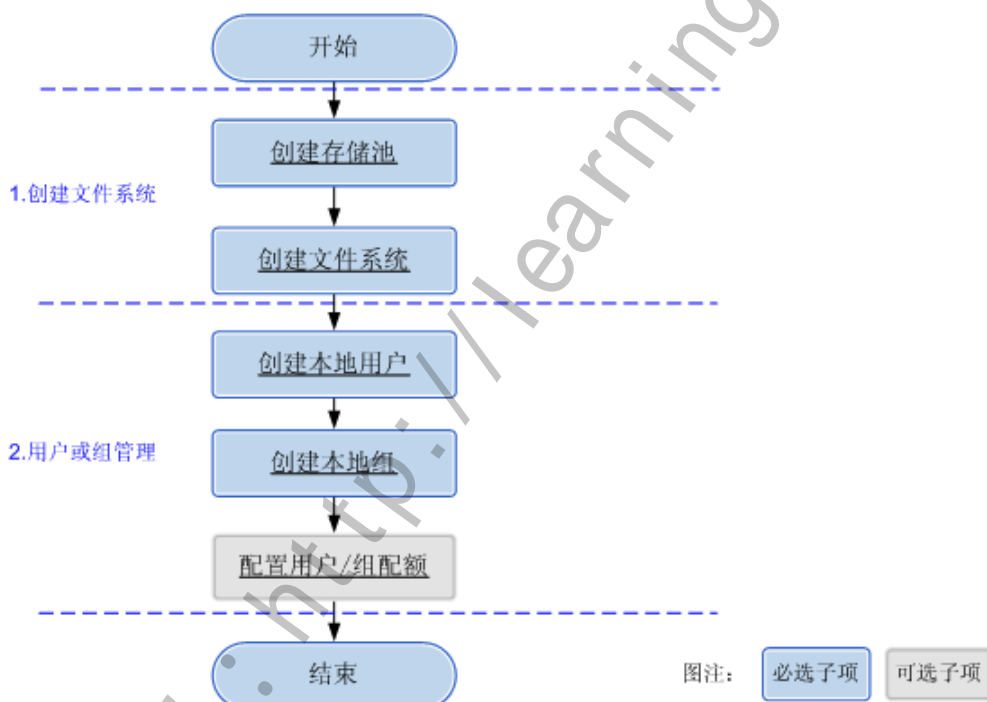 开始
创建存储池
1.创建文件系统
创建文件系统
创建本地用户
2.用户或组管理
创建本地组
配置用户/组配额
结束
图注：
必选子项
可选子项
: http://learning